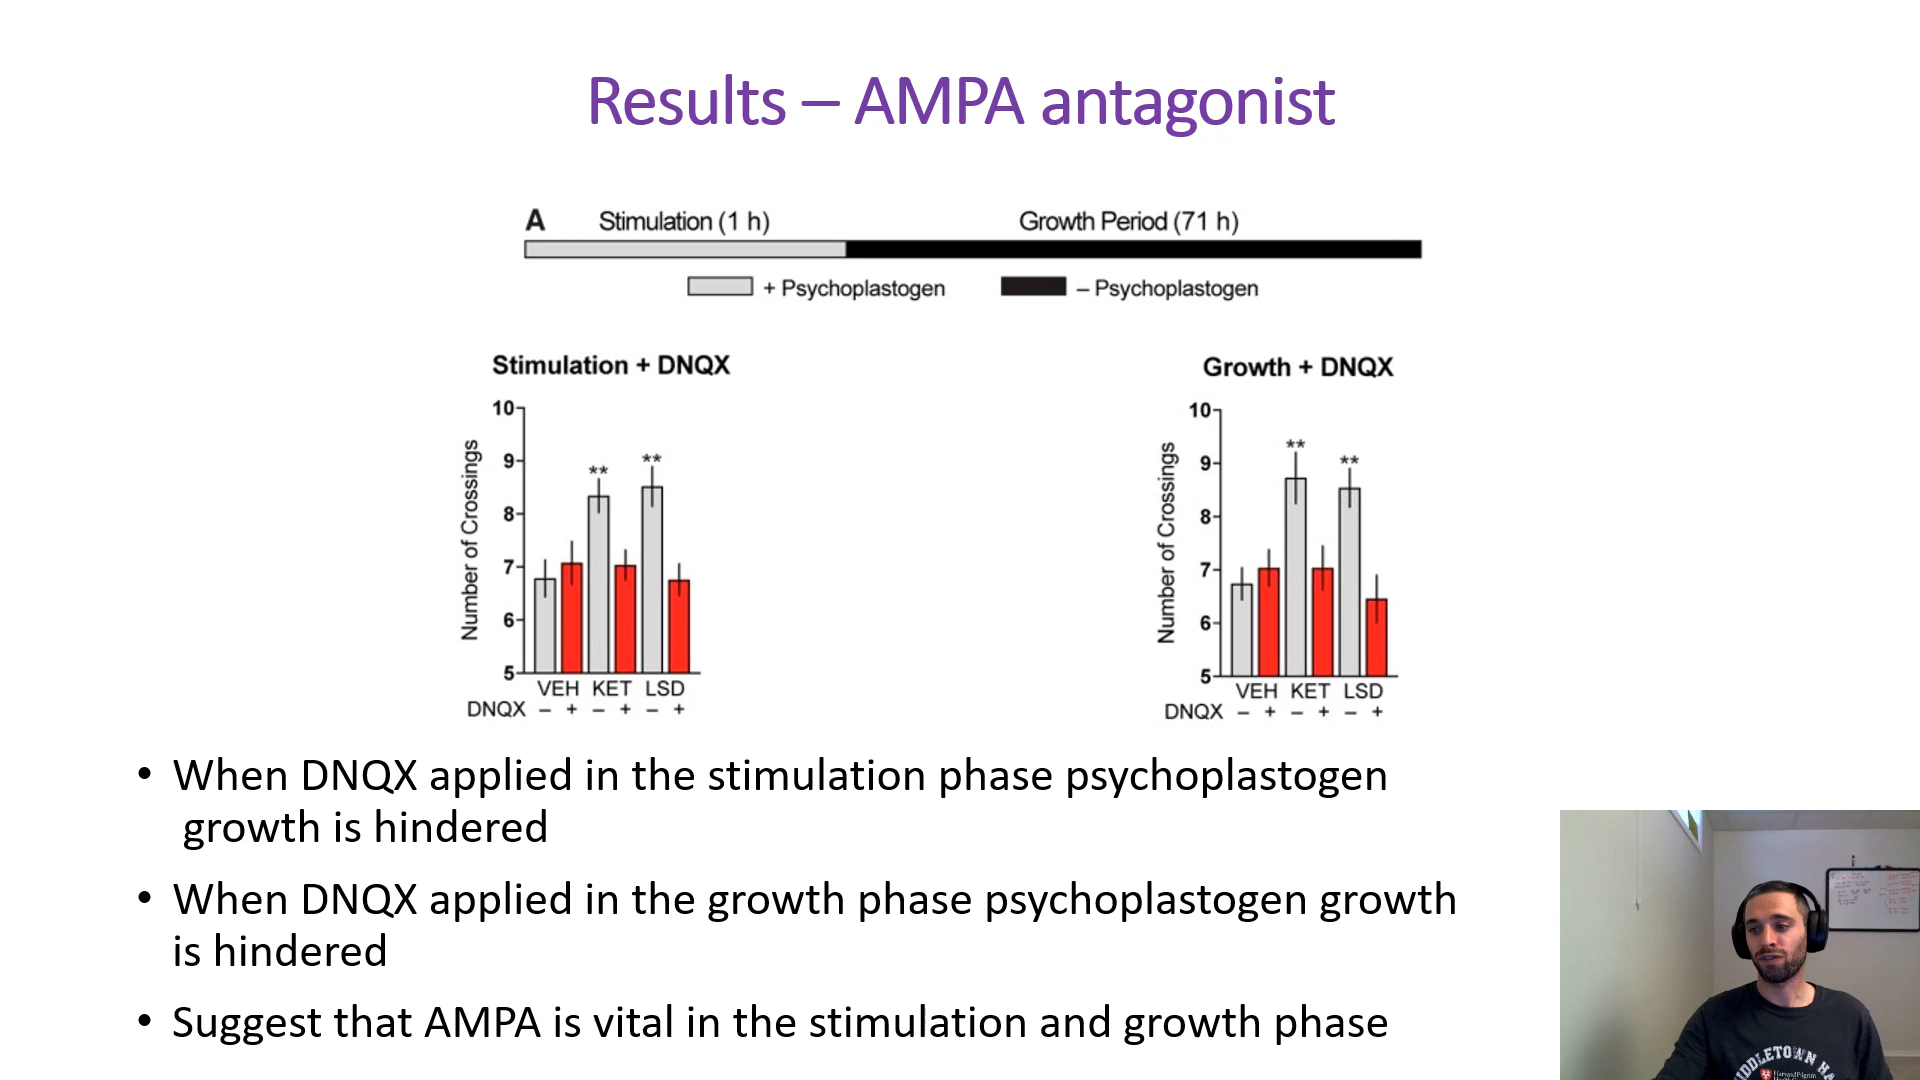 Results – AMPA antagonist
A Stimulation (1 h) Growth Period (71 h)
+ Psychoplastogen – Psychoplastogen
Stimulation + DNQX
Number of Crossings
10
9
8
7
6
5
** **
VEH KET LSD
DNQX – + – + – +
Growth + DNQX
Number of Crossings
10
9
8
7
6
5
** **
VEH KET LSD
DNQX – + – + – +
• When DNQX applied in the stimulation phase psychoplastogen
growth is hindered
• When DNQX applied in the growth phase psychoplastogen growth
is hindered
• Suggest that AMPA is vital in the stimulation and growth phase
Harvard Pilgrim